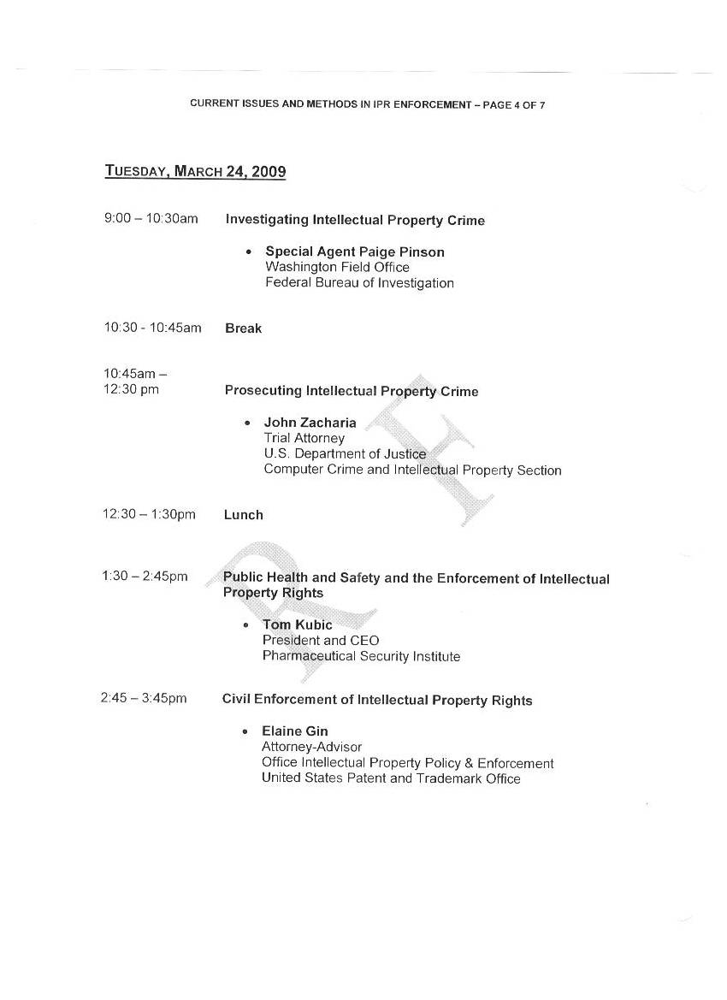 CURRENT ISSUES AND METHODS IN IPR ENFORCEMENT – PAGE 4 OF 7
TUESDAY, MARCH 24, 2009
9:00 – 10:30am Investigating Intellectual Property Crime
• Special Agent Paige Pinson
Washington Field Office
Federal Bureau of Investigation
10:30 - 10:45am Break
10:45am –
12:30 pm Prosecuting Intellectual Property Crime
• John Zacharia
Trial Attorney
U.S. Department of Justice
Computer Crime and Intellectual Property Section
12:30 – 1:30pm Lunch
1:30 – 2:45pm Public Health and Safety and the Enforcement of Intellectual
Property Rights
• Tom Kubic
President and CEO
Pharmaceutical Security Institute
2:45 – 3:45pm Civil Enforcement of Intellectual Property Rights
• Elaine Gin
Attorney-Advisor
Office Intellectual Property Policy & Enforcement
United States Patent and Trademark Office
R F